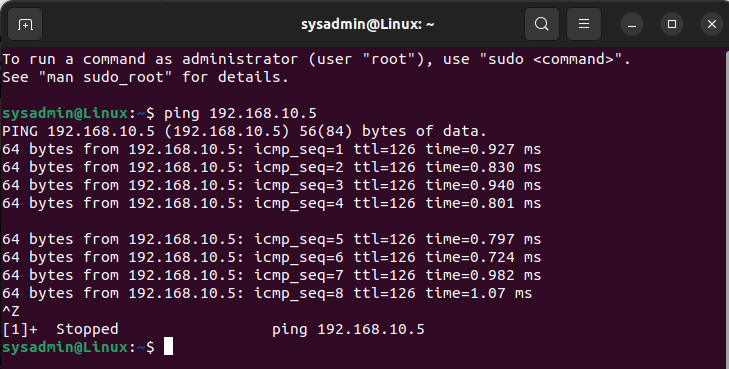 sysadmin@Linux: ~
To run a command as administrator (user "root"), use "sudo <command>".
See "man sudo_root" for details.
sysadmin@Linux:~$ ping 192.168.10.5
PING 192.168.10.5 (192.168.10.5) 56(84) bytes of data.
64 bytes from 192.168.10.5: icmp_seq=1 ttl=126 time=0.927 ms
64 bytes from 192.168.10.5: icmp_seq=2 ttl=126 time=0.830 ms
64 bytes from 192.168.10.5: icmp_seq=3 ttl=126 time=0.940 ms
64 bytes from 192.168.10.5: icmp_seq=4 ttl=126 time=0.801 ms
64 bytes from 192.168.10.5: icmp_seq=5 ttl=126 time=0.797 ms
64 bytes from 192.168.10.5: icmp_seq=6 ttl=126 time=0.724 ms
64 bytes from 192.168.10.5: icmp_seq=7 ttl=126 time=0.982 ms
64 bytes from 192.168.10.5: icmp_seq=8 ttl=126 time=1.07 ms
^Z
[1]+  Stopped                 ping 192.168.10.5
sysadmin@Linux:~$